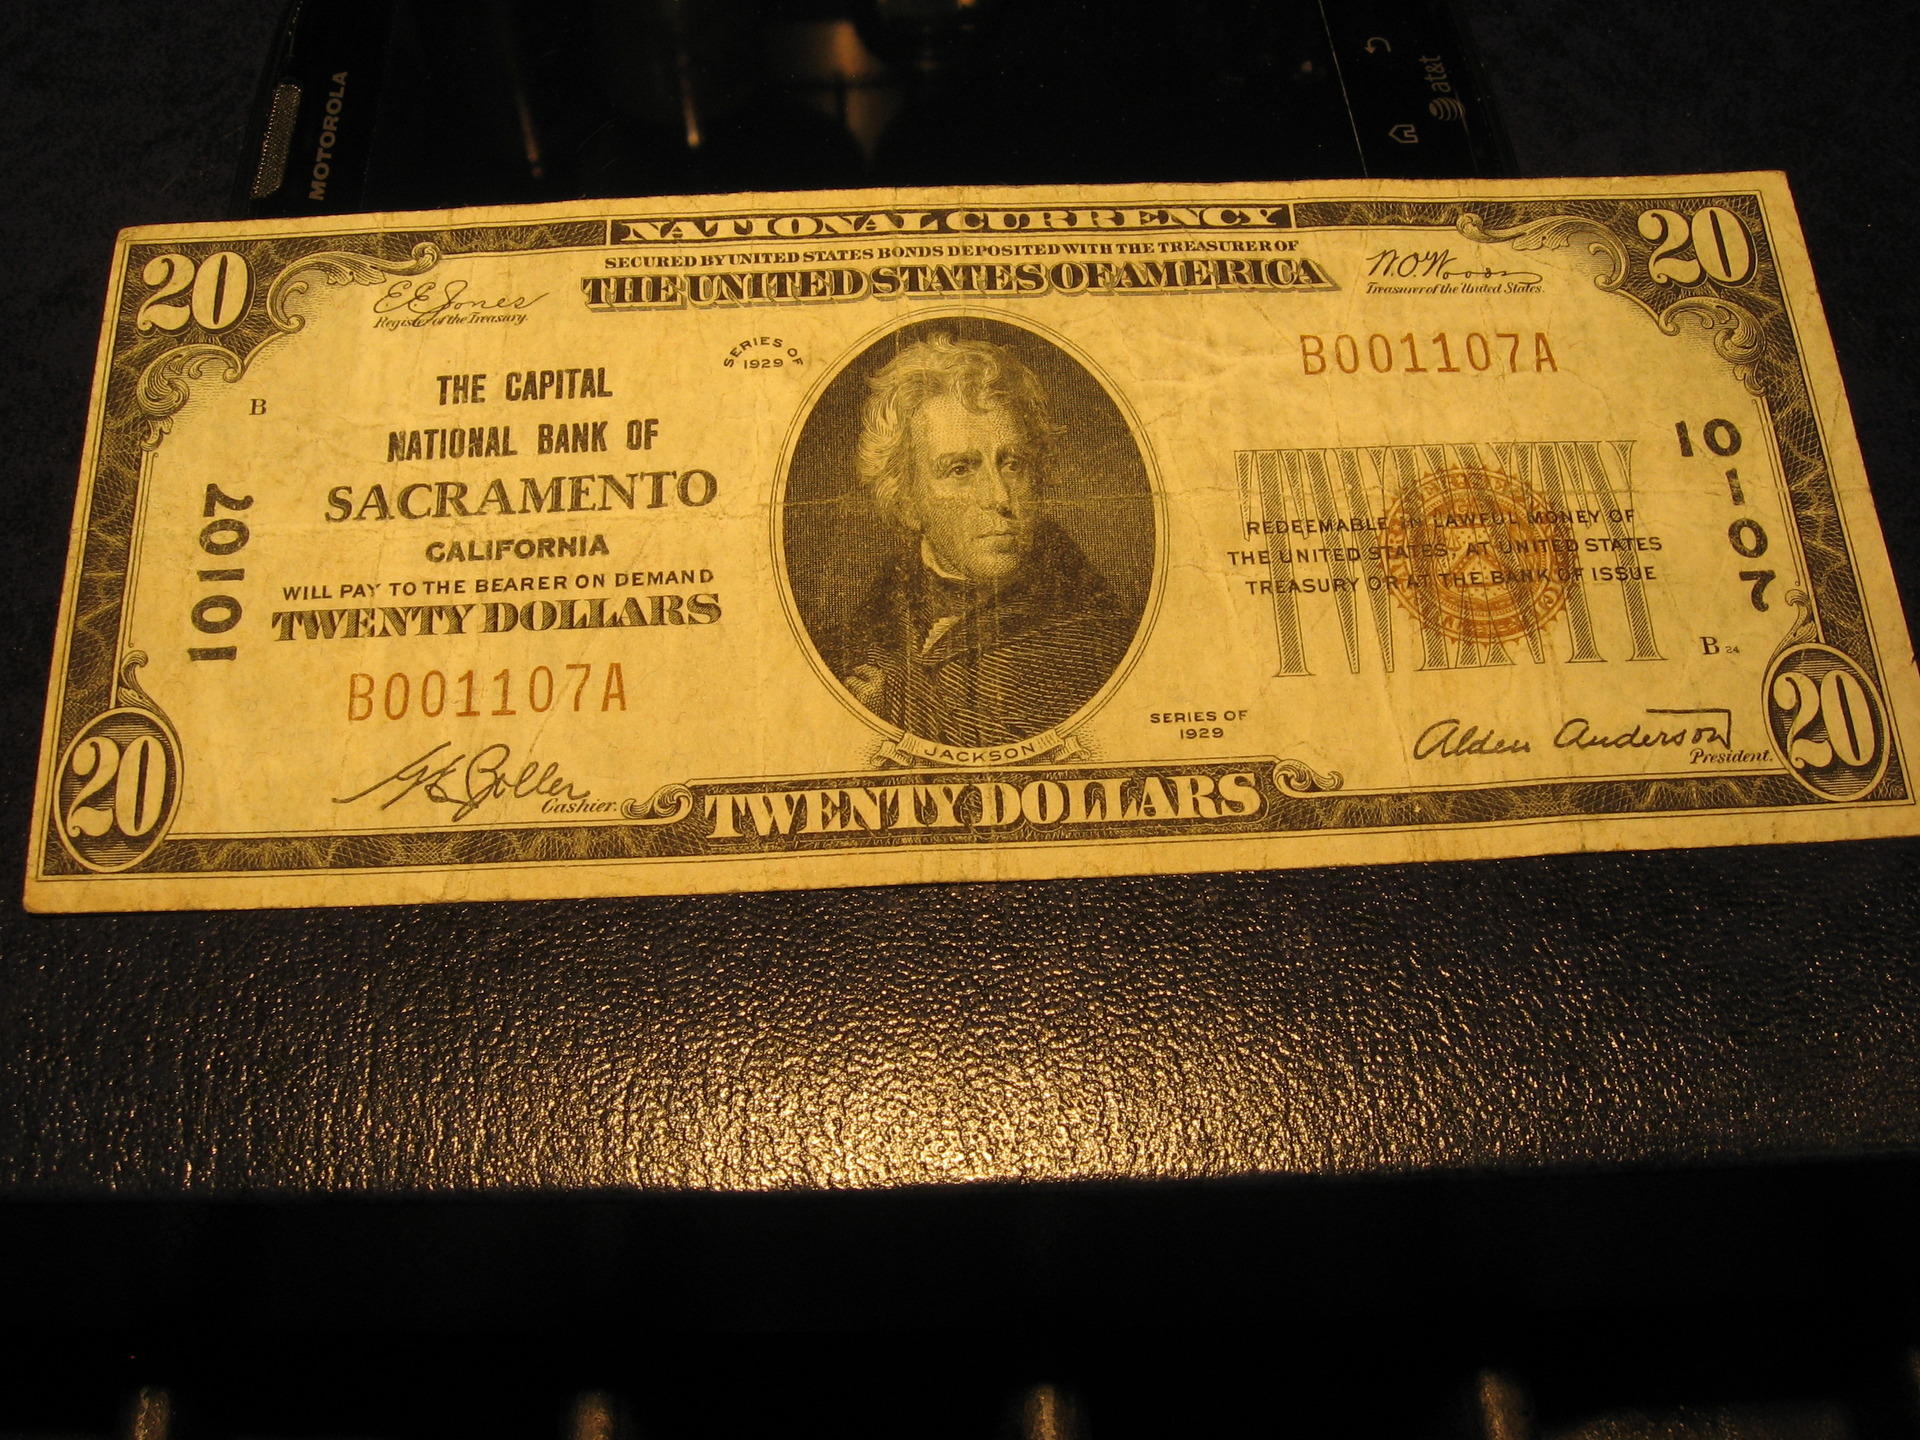 MOTOROLA
at&t
NATIONAL CURRENCY
SECURED BY UNITED STATES BONDS DEPOSITED WITH THE TREASURER OF
THE UNITED STATES OF AMERICA
20
20
E E Jones
Register of the Treasury.
W.O. Woods
Treasurer of the United States.
SERIES OF
1929
B001107A
B
THE CAPITAL
NATIONAL BANK OF
SACRAMENTO
CALIFORNIA
WILL PAY TO THE BEARER ON DEMAND
TWENTY DOLLARS
10107
10107
TWENTY
REDEEMABLE IN LAWFUL MONEY OF
THE UNITED STATES, AT UNITED STATES
TREASURY OR AT THE BANK OF ISSUE
B 24
B001107A
SERIES OF
1929
JACKSON
Cashier.
Alden Anderson
President.
20
TWENTY DOLLARS
20